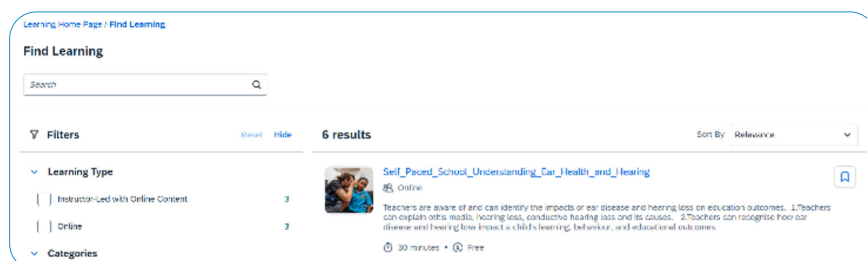 Learning Home Page / Find Learning
Find Learning
Search
Filters
Reset Hide
6 results
Sort By Relevance
Learning Type
Instructor-Led with Online Content 3
Online 3
Categories
Self_Paced_School_Understanding_Ear_Health_and_Hearing
Online
Teachers are aware of and can identify the impacts of ear disease and hearing loss on education outcomes. 1.Teachers
can explain otitis media, hearing loss, conductive hearing loss and its causes. 2.Teachers can recognise how ear
disease and hearing loss impact a child's learning, behaviour, and educational outcomes.
30 minutes • Free